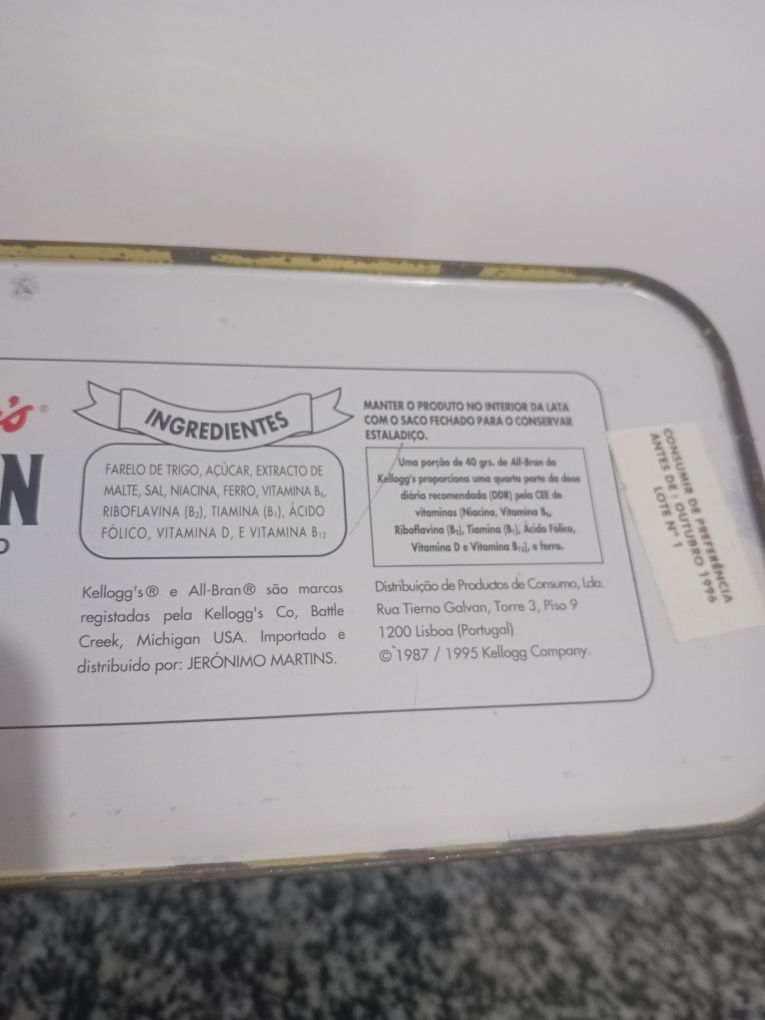 's®
N
INGREDIENTES
FARELO DE TRIGO, AÇÚCAR, EXTRACTO DE
MALTE, SAL, NIACINA, FERRO, VITAMINA B₆,
RIBOFLAVINA (B₂), TIAMINA (B₁), ÁCIDO
FÓLICO, VITAMINA D, E VITAMINA B₁₂
Kellogg's® e All-Bran® são marcas
registadas pela Kellogg's Co, Battle
Creek, Michigan USA. Importado e
distribuido por: JERÓNIMO MARTINS.
MANTER O PRODUTO NO INTERIOR DA LATA
COM O SACO FECHADO PARA O CONSERVAR
ESTALADIÇO.
Uma porção de 40 grs. de All-Bran da
Kellogg's proporciona uma quarta parte da dose
diária recomendada (DDR) pela CEE de
vitaminas (Niacina, Vitamina B₆,
Riboflavina (B₂), Tiamina (B₁), Ácido Fólico,
Vitamina D e Vitamina B₁₂), e ferro.
Distribuição de Productos de Consumo, Lda.
Rua Tierno Galvan, Torre 3, Piso 9
1200 Lisboa (Portugal)
© 1987 / 1995 Kellogg Company.
CONSUMIR DE PREFERÊNCIA
ANTES DE : OUTUBRO 1996
LOTE Nº 1